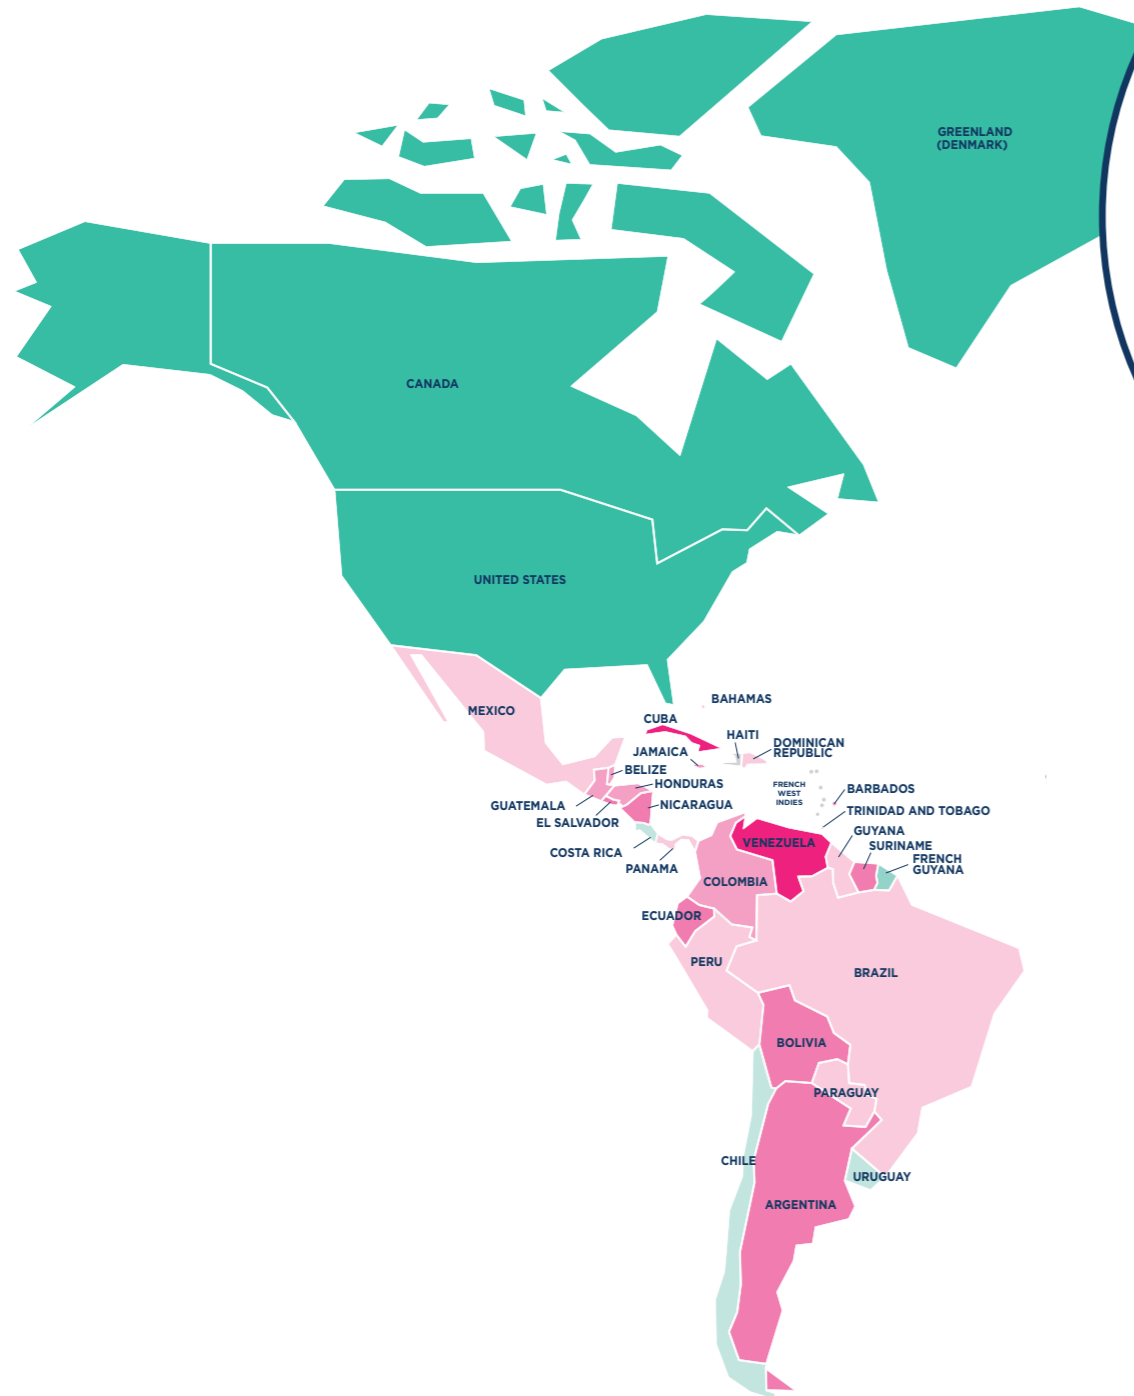 GREENLAND
(DENMARK)
CANADA
UNITED STATES
MEXICO
BAHAMAS
CUBA
HAITI
DOMINICAN
REPUBLIC
JAMAICA
BELIZE
HONDURAS
FRENCH
WEST
INDIES
BARBADOS
GUATEMALA
NICARAGUA
TRINIDAD AND TOBAGO
EL SALVADOR
GUYANA
VENEZUELA
SURINAME
COSTA RICA
FRENCH
GUYANA
PANAMA
COLOMBIA
ECUADOR
PERU
BRAZIL
BOLIVIA
PARAGUAY
CHILE
URUGUAY
ARGENTINA